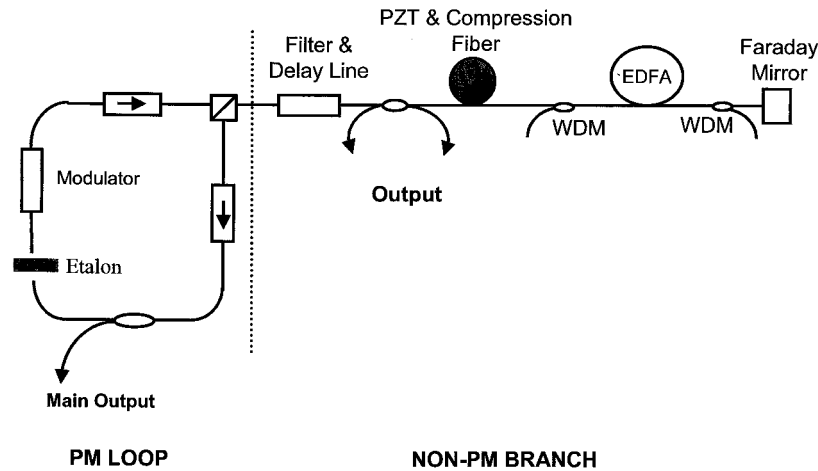 PZT & Compression
Fiber
Filter &
Delay Line
EDFA
Faraday
Mirror
WDM
WDM
Modulator
Output
Etalon
Main Output
PM LOOP
NON-PM BRANCH